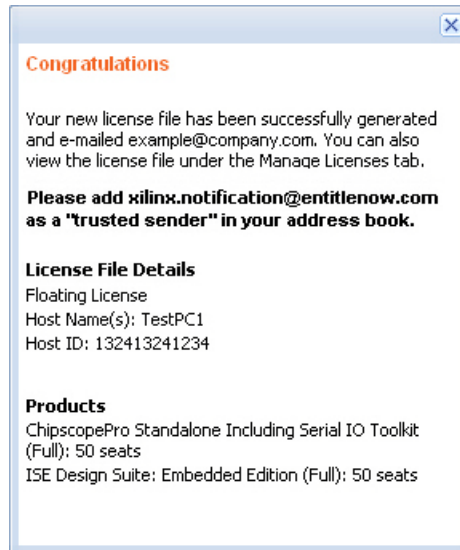 Congratulations
Your new license file has been successfully generated
and e-mailed example@company.com. You can also
view the license file under the Manage Licenses tab.
Please add xilinx.notification@entitlenow.com
as a "trusted sender" in your address book.
License File Details
Floating License
Host Name(s): TestPC1
Host ID: 132413241234
Products
ChipscopePro Standalone Including Serial IO Toolkit
(Full): 50 seats
ISE Design Suite: Embedded Edition (Full): 50 seats